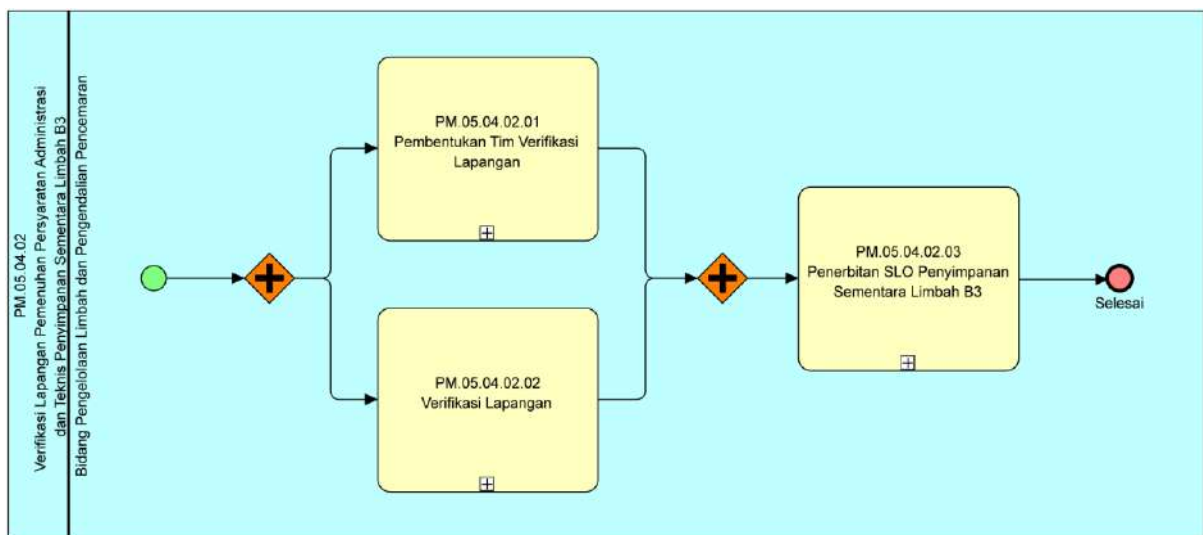 PM.05.04.02
Verifikasi Lapangan Pemenuhan Persyaratan Administrasi
dan Teknis Penyimpanan Sementara Limbah B3
Bidang Pengelolaan Limbah dan Pengendalian Pencemaran
PM.05.04.02.01
Pembentukan Tim Verifikasi
Lapangan
PM.05.04.02.02
Verifikasi Lapangan
PM.05.04.02.03
Penerbitan SLO Penyimpanan
Sementara Limbah B3
Selesai